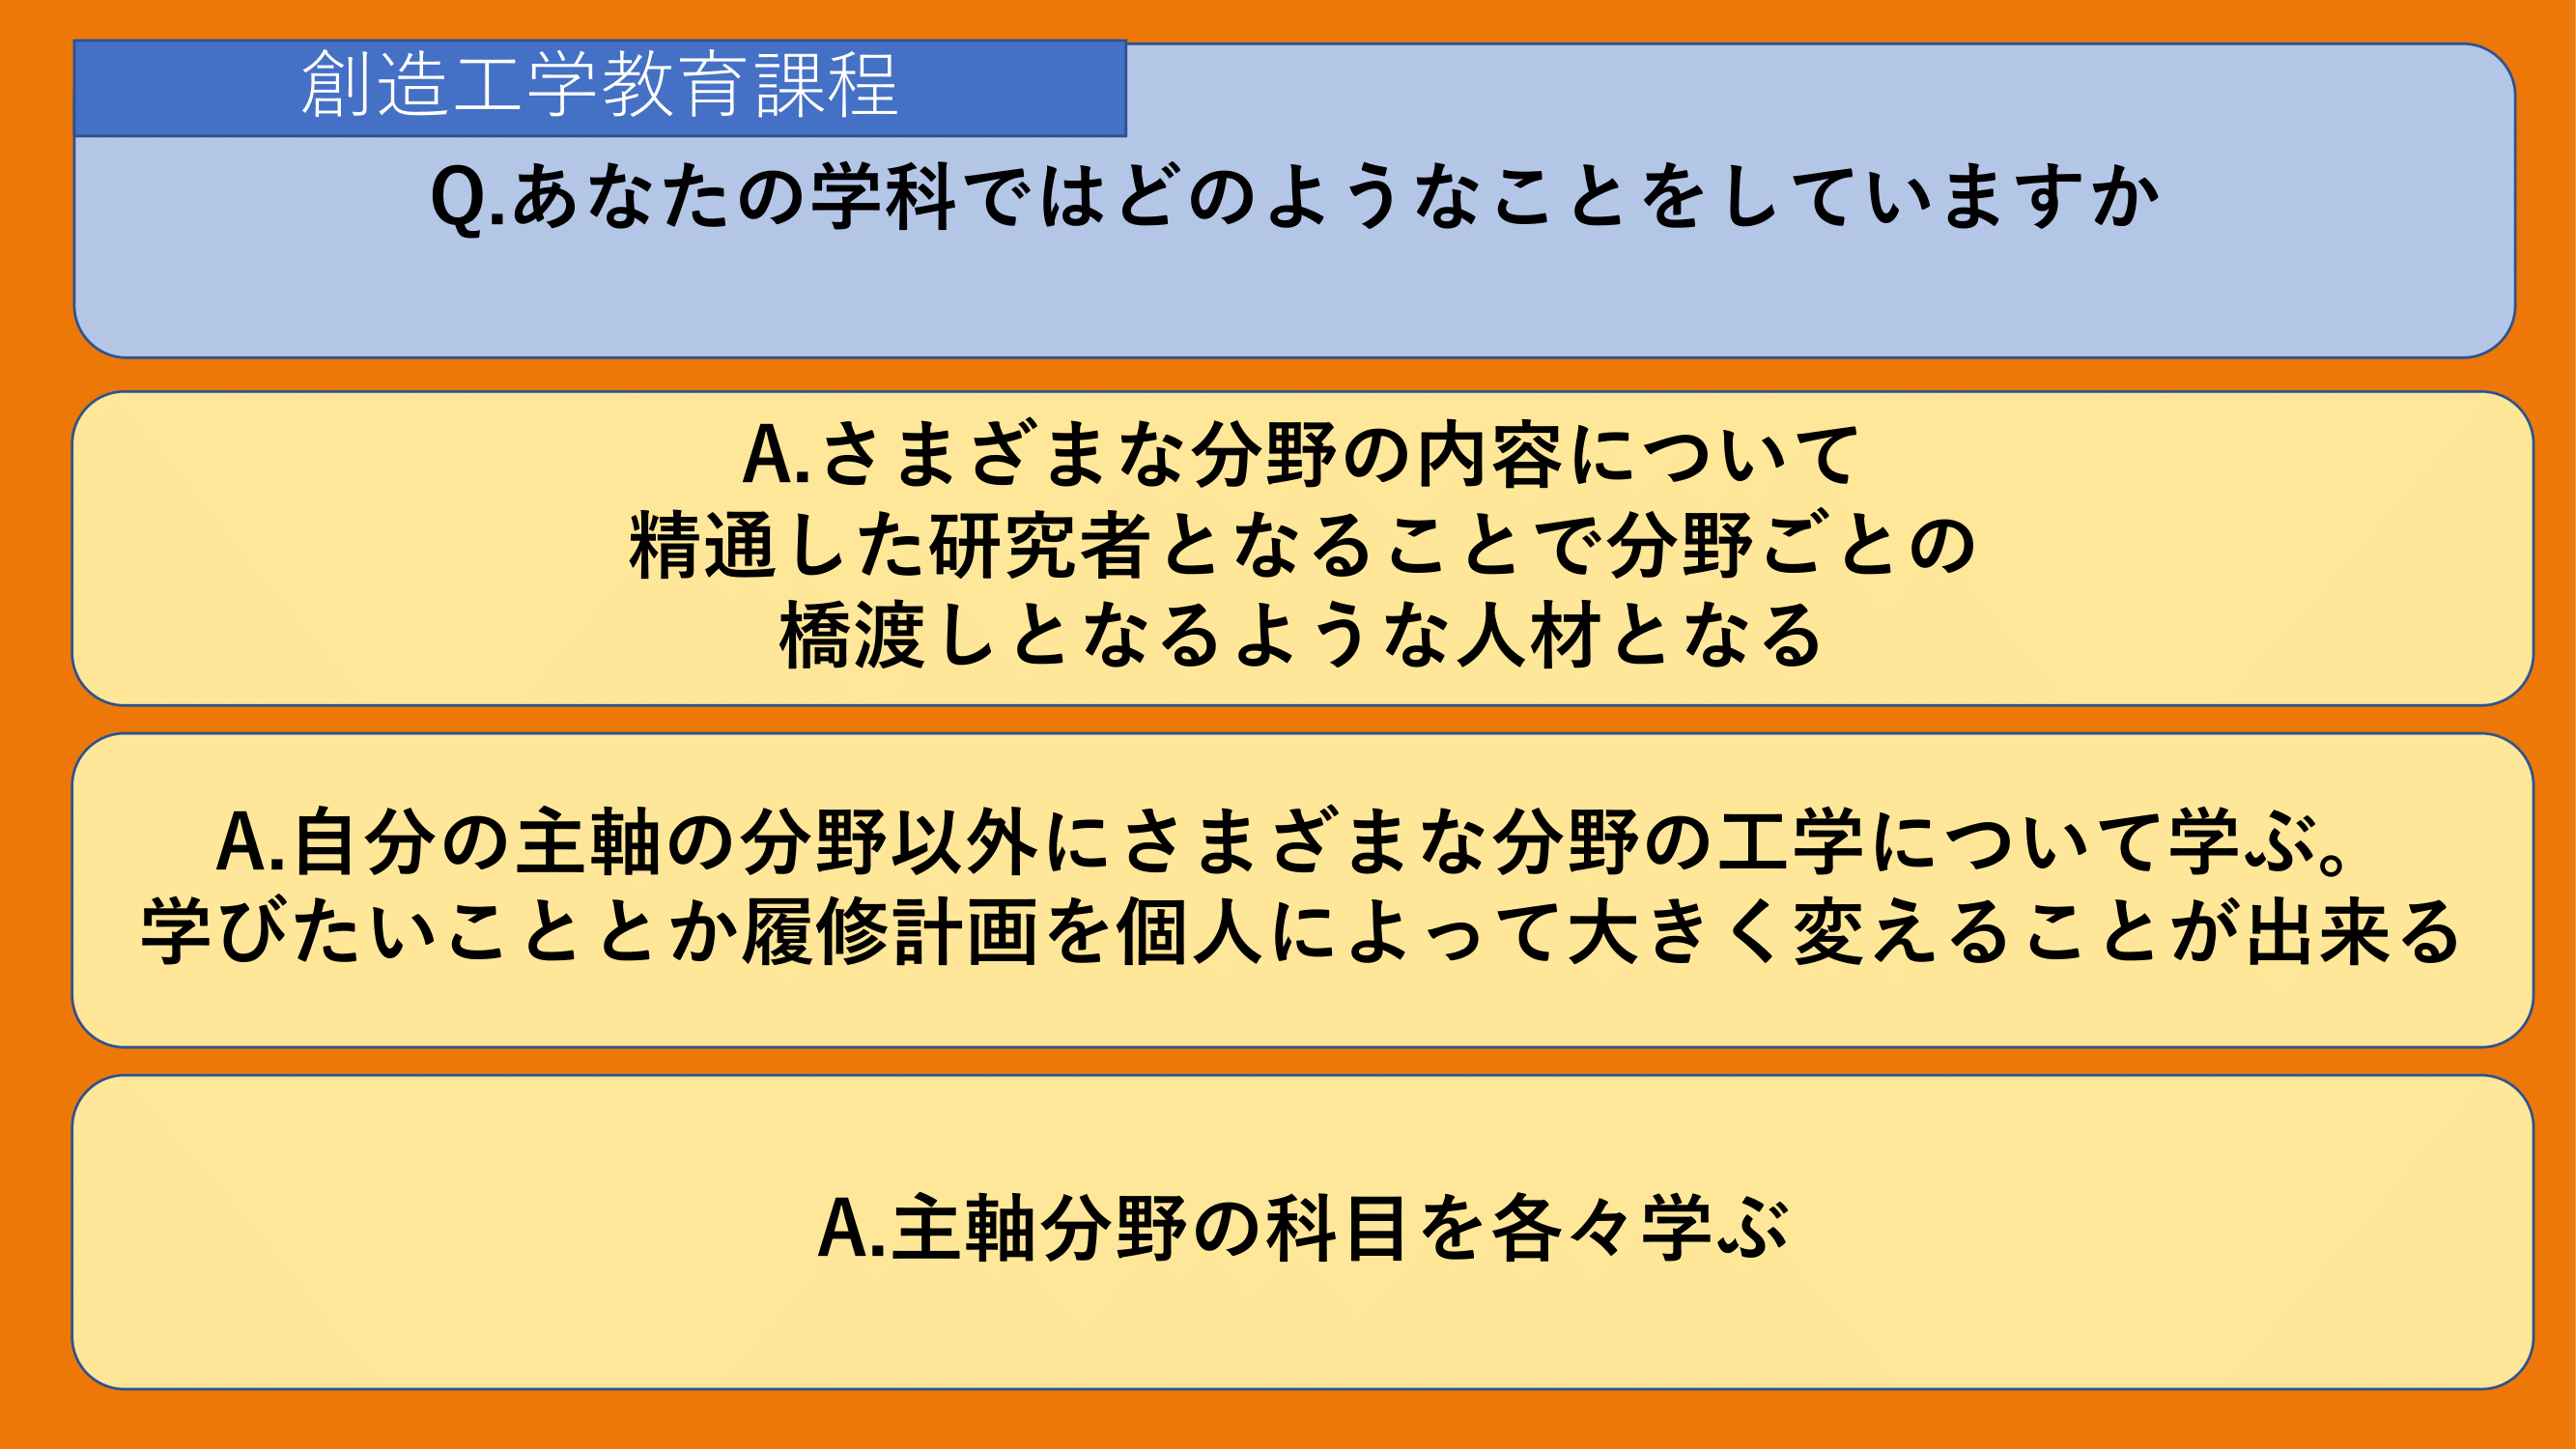 創造工学教育課程
Q.あなたの学科ではどのようなことをしていますか
A.さまざまな分野の内容について
精通した研究者となることで分野ごとの
橋渡しとなるような人材となる
A.自分の主軸の分野以外にさまざまな分野の工学について学ぶ。
学びたいこととか履修計画を個人によって大きく変えることが出来る
A.主軸分野の科目を各々学ぶ